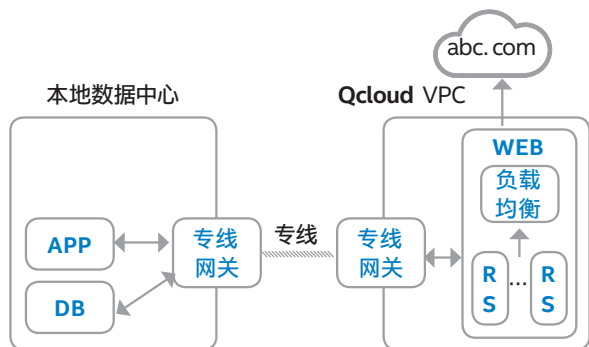 abc.com
本地数据中心
Qcloud VPC
WEB
负载
均衡
APP
专线
网关
专线
专线
网关
R
S
...
R
S
DB